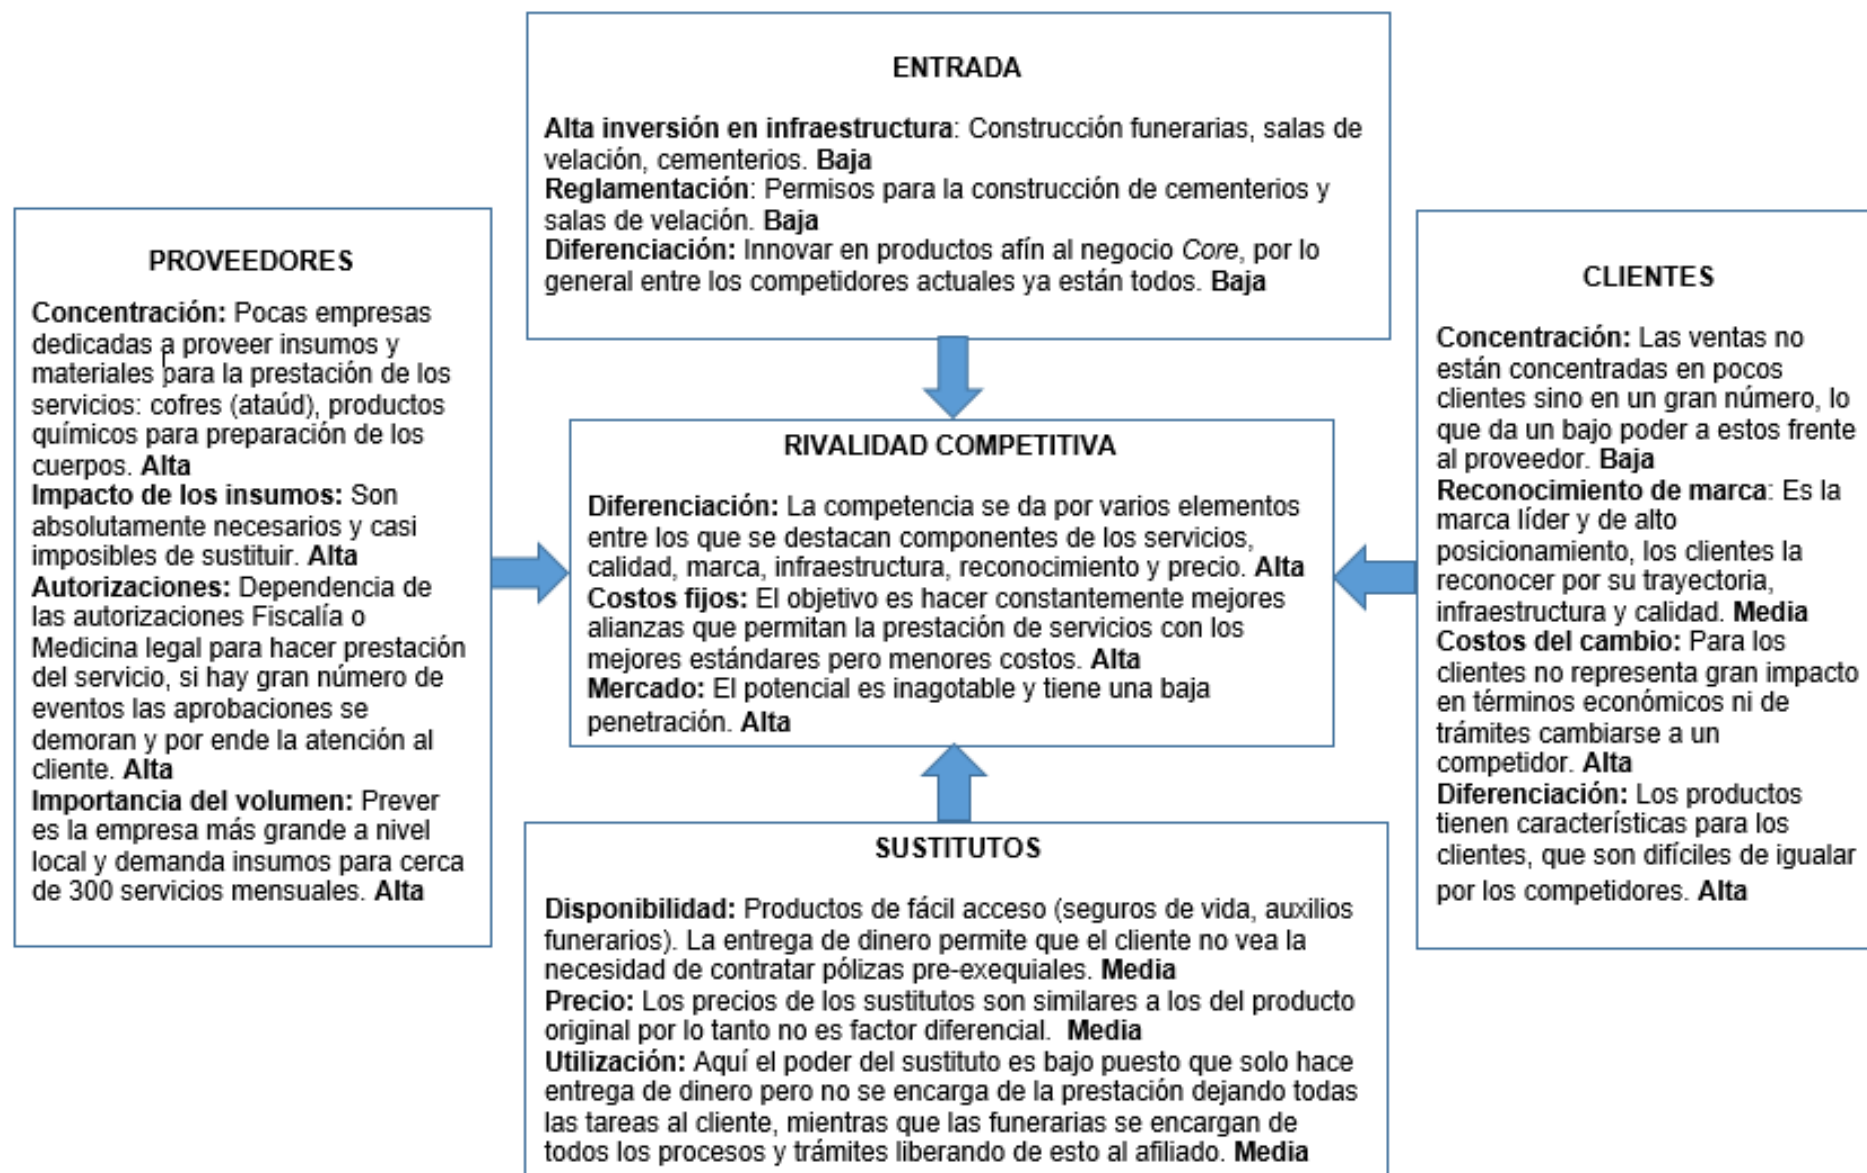 ENTRADA
Alta inversión en infraestructura: Construcción funerarias, salas de
velación, cementerios. Baja
Reglamentación: Permisos para la construcción de cementerios y
salas de velación. Baja
Diferenciación: Innovar en productos afín al negocio Core, por lo
general entre los competidores actuales ya están todos. Baja
PROVEEDORES
Concentración: Pocas empresas
dedicadas a proveer insumos y
materiales para la prestación de los
servicios: cofres (ataúd), productos
químicos para preparación de los
cuerpos. Alta
Impacto de los insumos: Son
absolutamente necesarios y casi
imposibles de sustituir. Alta
Autorizaciones: Dependencia de
las autorizaciones Fiscalía o
Medicina legal para hacer prestación
del servicio, si hay gran número de
eventos las aprobaciones se
demoran y por ende la atención al
cliente. Alta
Importancia del volumen: Prever
es la empresa más grande a nivel
local y demanda insumos para cerca
de 300 servicios mensuales. Alta
RIVALIDAD COMPETITIVA
Diferenciación: La competencia se da por varios elementos
entre los que se destacan componentes de los servicios,
calidad, marca, infraestructura, reconocimiento y precio. Alta
Costos fijos: El objetivo es hacer constantemente mejores
alianzas que permitan la prestación de servicios con los
mejores estándares pero menores costos. Alta
Mercado: El potencial es inagotable y tiene una baja
penetración. Alta
CLIENTES
Concentración: Las ventas no
están concentradas en pocos
clientes sino en un gran número, lo
que da un bajo poder a estos frente
al proveedor. Baja
Reconocimiento de marca: Es la
marca líder y de alto
posicionamiento, los clientes la
reconocer por su trayectoria,
infraestructura y calidad. Media
Costos del cambio: Para los
clientes no representa gran impacto
en términos económicos ni de
trámites cambiarse a un
competidor. Alta
Diferenciación: Los productos
tienen características para los
clientes, que son difíciles de igualar
por los competidores. Alta
SUSTITUTOS
Disponibilidad: Productos de fácil acceso (seguros de vida, auxilios
funerarios). La entrega de dinero permite que el cliente no vea la
necesidad de contratar pólizas pre-exequiales. Media
Precio: Los precios de los sustitutos son similares a los del producto
original por lo tanto no es factor diferencial. Media
Utilización: Aquí el poder del sustituto es bajo puesto que solo hace
entrega de dinero pero no se encarga de la prestación dejando todas
las tareas al cliente, mientras que las funerarias se encargan de
todos los procesos y trámites liberando de esto al afiliado. Media